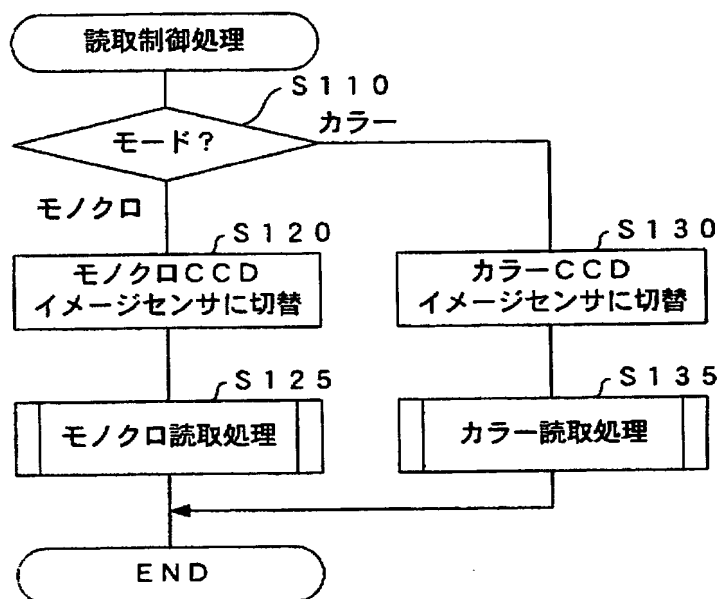 読取制御処理
Ｓ１１０
モード？
カラー
モノクロ
Ｓ１２０
モノクロＣＣＤ
イメージセンサに切替
Ｓ１３０
カラーＣＣＤ
イメージセンサに切替
Ｓ１２５
モノクロ読取処理
Ｓ１３５
カラー読取処理
ＥＮＤ